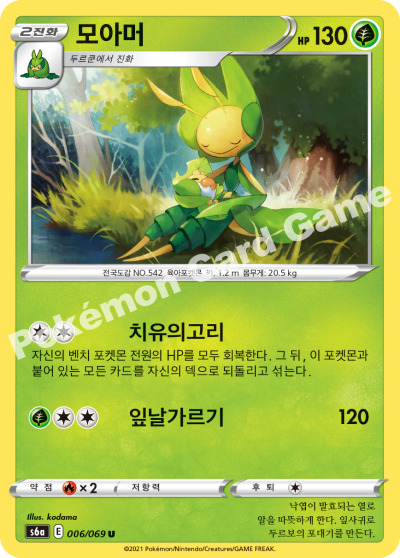 2진화
모아머
HP 130
두르쿤에서 진화
전국도감 NO.542 육아포켓몬 키: 1.2 m 몸무게: 20.5 kg
Pokémon Card Game
치유의고리
자신의 벤치 포켓몬 전원의 HP를 모두 회복한다. 그 뒤, 이 포켓몬과
붙어 있는 모든 카드를 자신의 덱으로 되돌리고 섞는다.
잎날가르기 120
약점 ×2 저항력 후퇴
Illus. kodama
s6a E 006/069 U
낙엽이 발효되는 열로
알을 따뜻하게 한다. 잎사귀로
두르보의 포대기를 만든다.
©2021 Pokémon/Nintendo/Creatures/GAME FREAK.